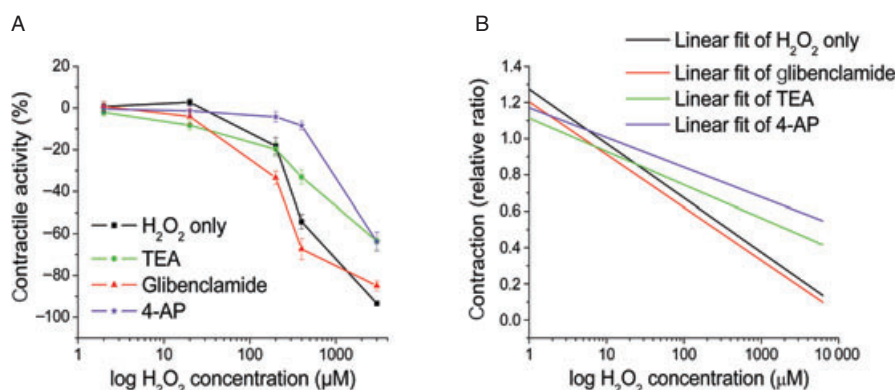 A
Contractile activity (%)
20
0
−20
−40
−60
−80
−100
H₂O₂ only
TEA
Glibenclamide
4-AP
1
10
100
1000
log H₂O₂ concentration (µM)
B
Contraction (relative ratio)
1.4
1.2
1.0
0.8
0.6
0.4
0.2
0.0
Linear fit of H₂O₂ only
Linear fit of glibenclamide
Linear fit of TEA
Linear fit of 4-AP
1
10
100
1000
10 000
log H₂O₂ concentration (µM)